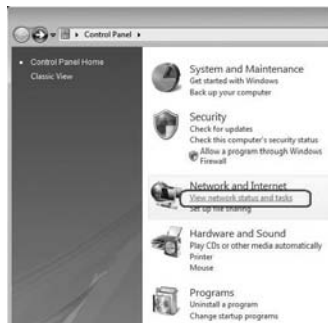 Control Panel
Control Panel Home
Classic View
System and Maintenance
Get started with Windows
Back up your computer
Security
Check for updates
Check this computer's security status
Allow a program through Windows
Firewall
Network and Internet
View network status and tasks
Set up file sharing
Hardware and Sound
Play CDs or other media automatically
Printer
Mouse
Programs
Uninstall a program
Change startup programs